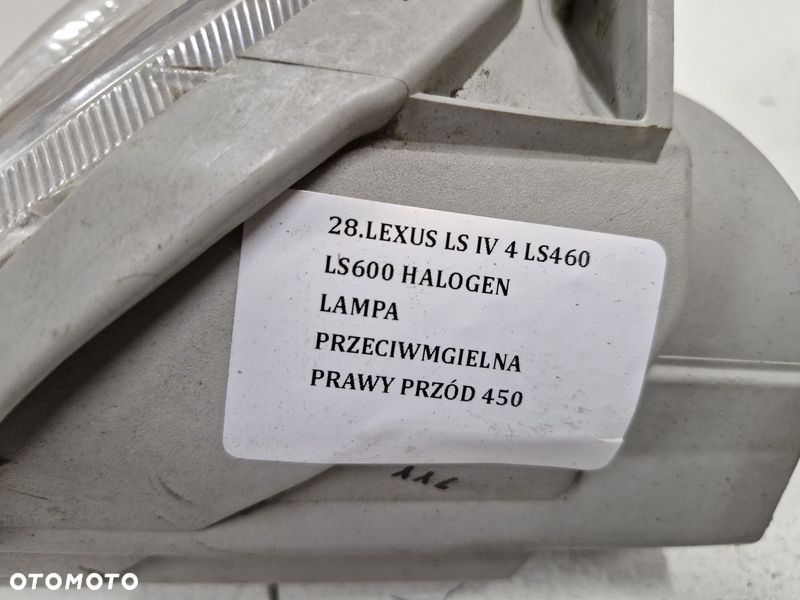 28.LEXUS LS IV 4 LS460
LS600 HALOGEN
LAMPA
PRZECIWMGIELNA
PRAWY PRZÓD 450
OTOMOTO